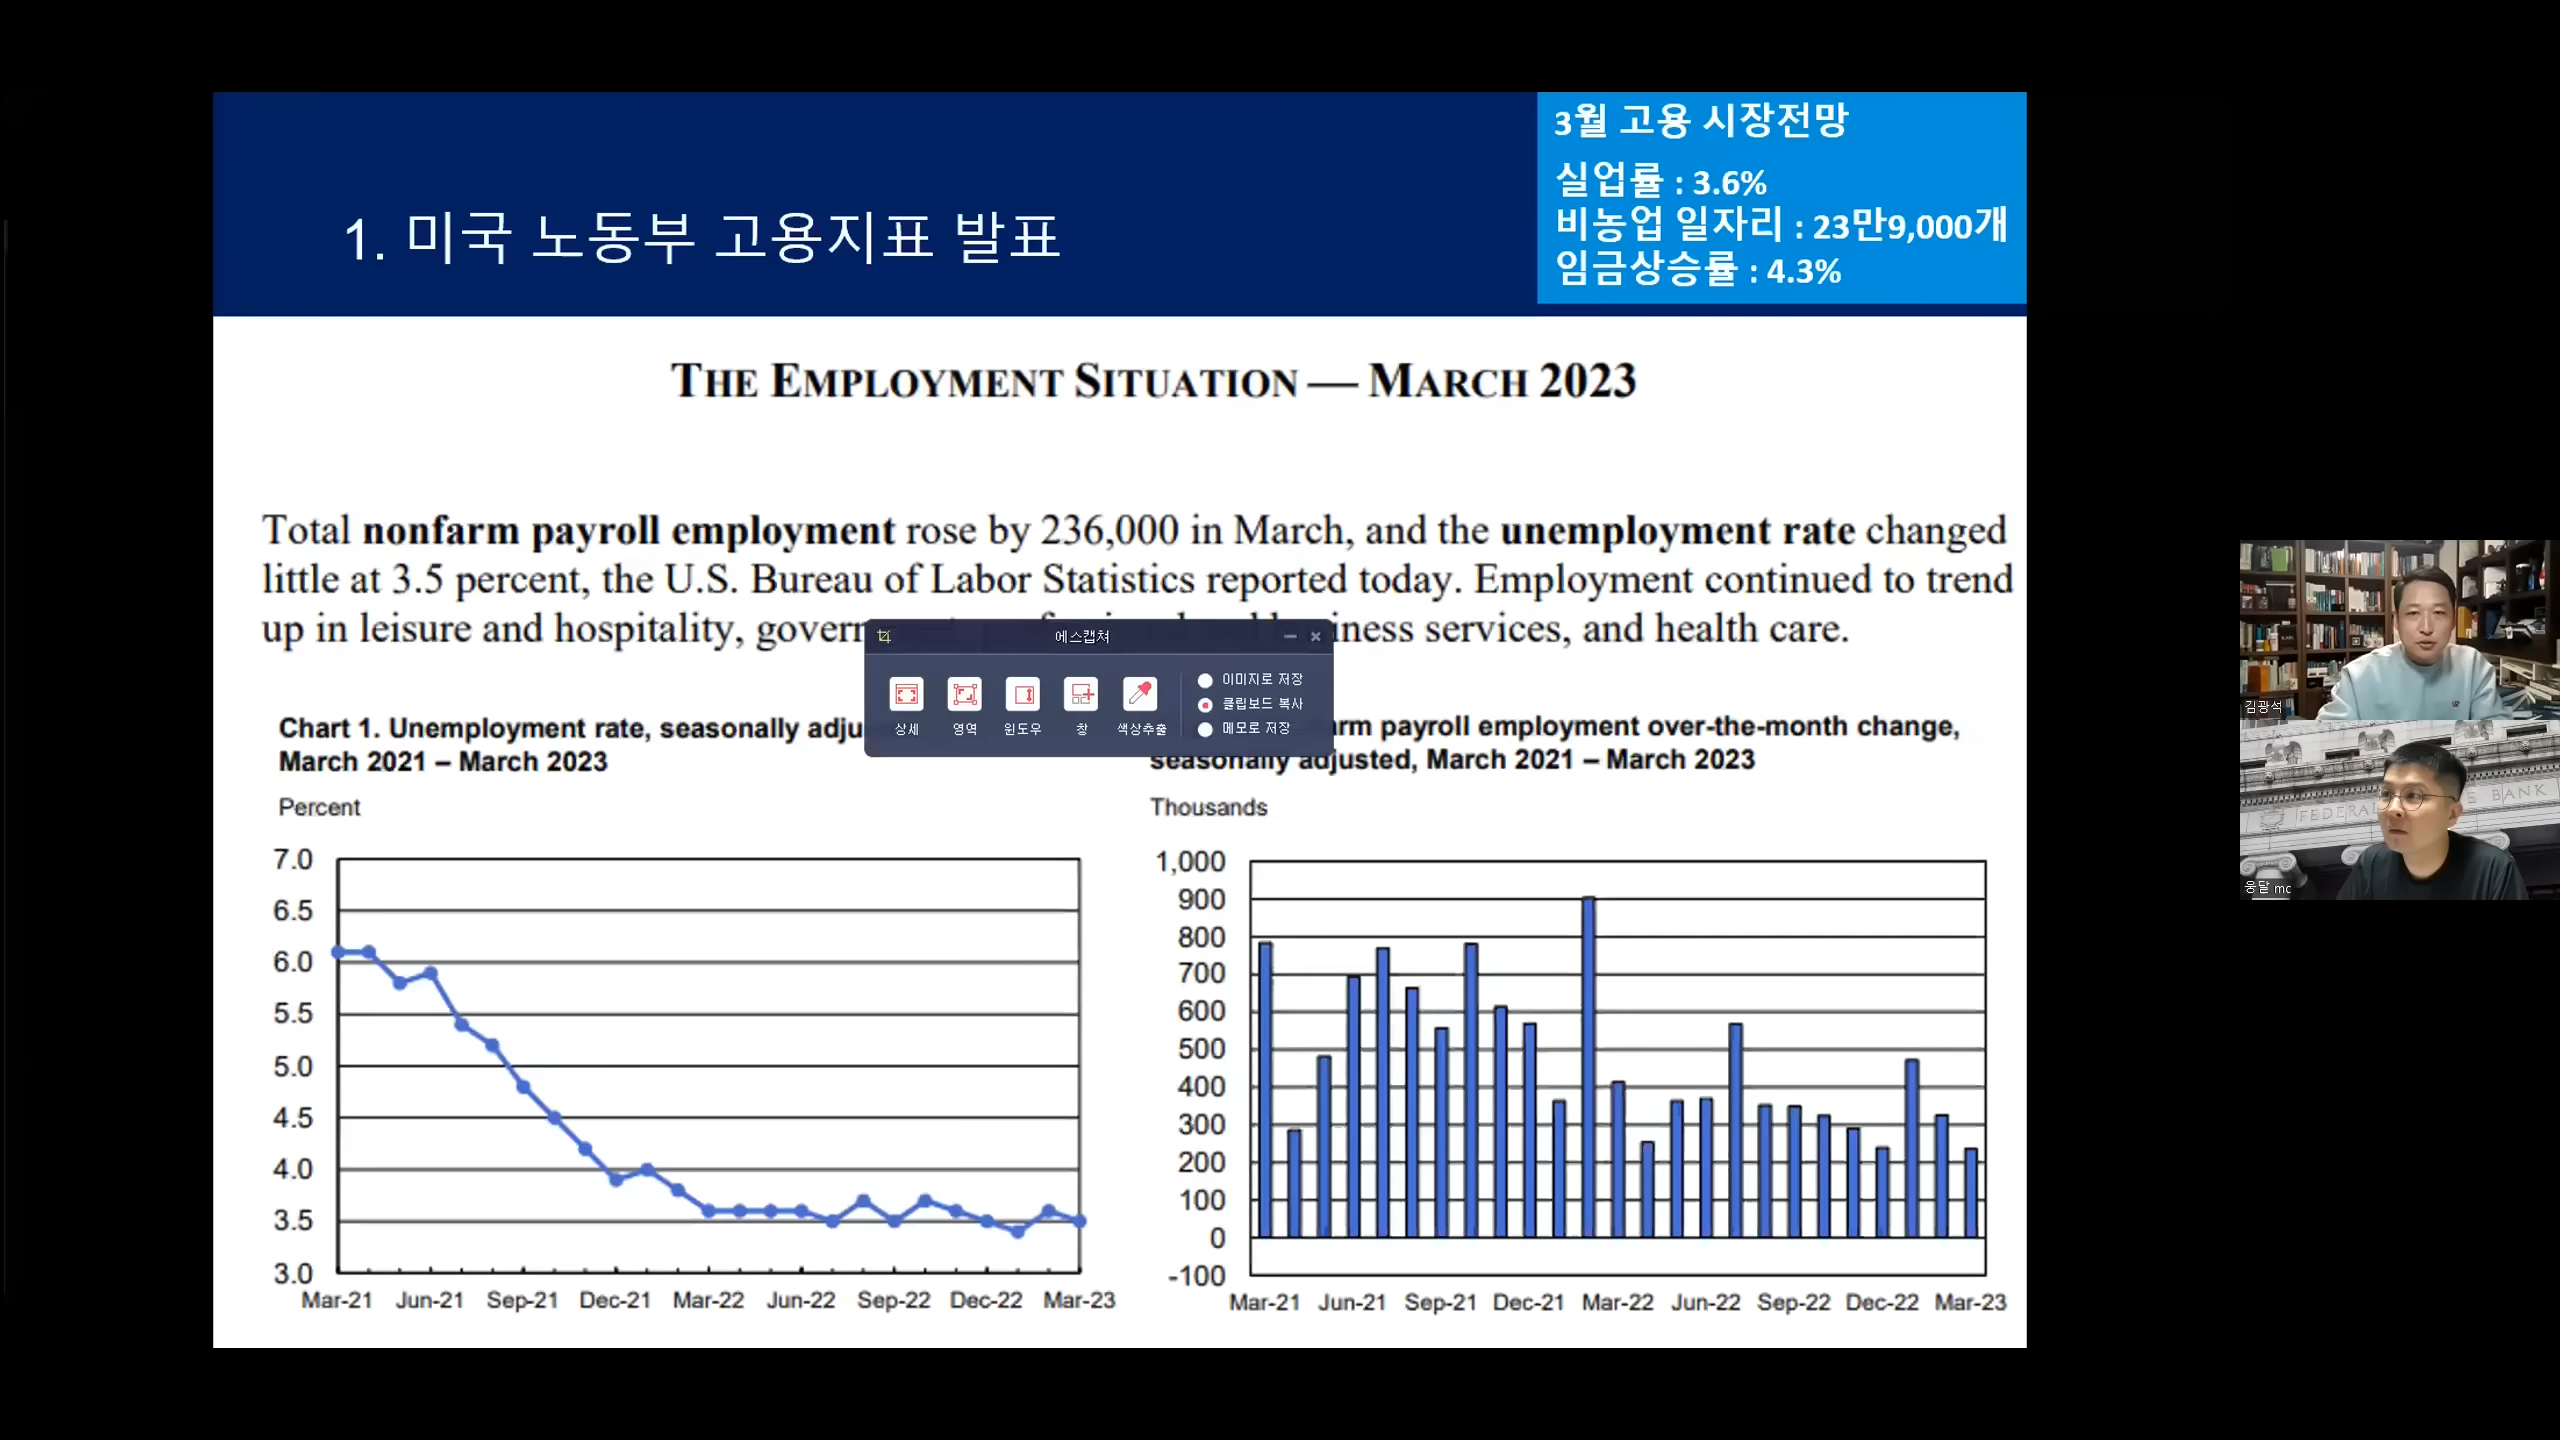 3월 고용 시장전망
실업률 : 3.6%
비농업 일자리 : 23만9,000개
임금상승률 : 4.3%
1. 미국 노동부 고용지표 발표
THE EMPLOYMENT SITUATION — MARCH 2023
Total nonfarm payroll employment rose by 236,000 in March, and the unemployment rate changed
little at 3.5 percent, the U.S. Bureau of Labor Statistics reported today. Employment continued to trend
up in leisure and hospitality, services, and health care.
에스캡쳐
상세 영역 윈도우 창 색상추출
이미지로 저장
클립보드 복사
메모로 저장
Chart 1. Unemployment rate, seasonally
March 2021 – March 2023
Percent
7.0
6.5
6.0
5.5
5.0
4.5
4.0
3.5
3.0
Mar-21 Jun-21 Sep-21 Dec-21 Mar-22 Jun-22 Sep-22 Dec-22 Mar-23
payroll employment over-the-month change,
seasonally adjusted, March 2021 – March 2023
Thousands
1,000
900
800
700
600
500
400
300
200
100
0
-100
Mar-21 Jun-21 Sep-21 Dec-21 Mar-22 Jun-22 Sep-22 Dec-22 Mar-23
김광석
FEDERAL BANK
웅달 mc